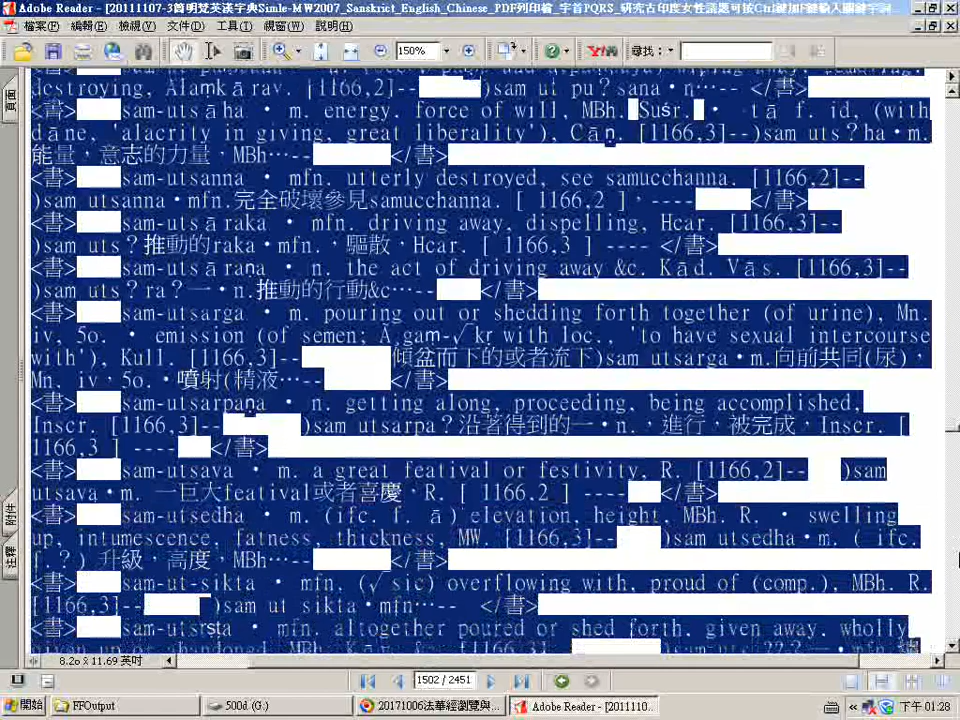 Adobe Reader - [20111107-3簡明梵英漢字典Simle-MW2007_Sanskrict_English_Chinese_PDF列印檔_字首PQRS_研究古印度女性議題可按Ctrl鍵加F鍵輸入關鍵字詞
檔案(F) 編輯(E) 檢視(V) 文件(D) 工具(T) 視窗(W) 說明(H)
150% 尋找：
頁面
destroying, Alaṃkārav. [1166,2]-- )sam ut pu？sana•n…-- </書>
<書> sam-utsāha • m. energy. force of will, MBh. Suśr. • tā f. id, (with
dāne, 'alacrity in giving, great liberality'), Cāṇ. [1166,3]--)sam uts？ha•m.
能量，意志的力量，MBh…-- </書>
<書> sam-utsanna • mfn, utterly destroyed, see samucchanna. [1166,2]--
)sam utsanna•mfn.完全破壞參見samucchanna. [ 1166,2 ]，---- </書>
<書> sam-utsāraka • mfn, driving away, dispelling, Hcar. [1166,3]--
)sam uts？推動的raka•mfn，驅散，Hcar. [ 1166,3 ] ---- </書>
<書> sam-utsāraṇa • n. the act of driving away &c. Kād. Vās. [1166,3]--
)sam uts？ra？一•n.推動的行動&c…-- </書>
<書> sam-utsarga • m. pouring out or shedding forth together (of urine), Mn.
iv, 5o. • emission (of semen; Ā,gam-√kṛ with loc., 'to have sexual intercourse
with'), Kull, [1166,3]-- 傾盆而下的或者流下)sam utsarga•m.向前共同(尿)，
Mn. iv，5o.•噴射(精液…-- </書>
<書> sam-utsarpaṇa • n. getting along, proceeding, being accomplished,
Inscr. [1166,3]-- )sam utsarpa？沿著得到的一•n.，進行，被完成，Inscr. [
1166,3 ] ---- </書>
<書> sam-utsava • m. a great featival or festivity, R. [1166,2]-- )sam
utsava•m. 一巨大featival或者喜慶，R. [ 1166.2 ] ---- </書>
<書> sam-utsedha • m. (ifc. f. ā) elevation, height, MBh. R. • swelling
up, intumescence, fatness, thickness, MW. [1166,3]-- )sam utsedha•m. ( ifc.
f.？) 升級，高度，MBh…-- </書>
<書> sam-ut-sikta • mfn, (√sic) overflowing with, proud of (comp.), MBh. R.
[1166,3]-- )sam ut sikta•mfn…-- </書>
<書> sam-utsṛṣṭa • mfn. altogether poured or shed forth, given away, wholly
given up or abandoned, MBh.
附件
注釋
8.2o x 11.69 英吋
1502 / 2451
開始 FFOutput 500d (G:) 20171006法華經瀏覽與... Adobe Reader - [2011110... 下午 01:28